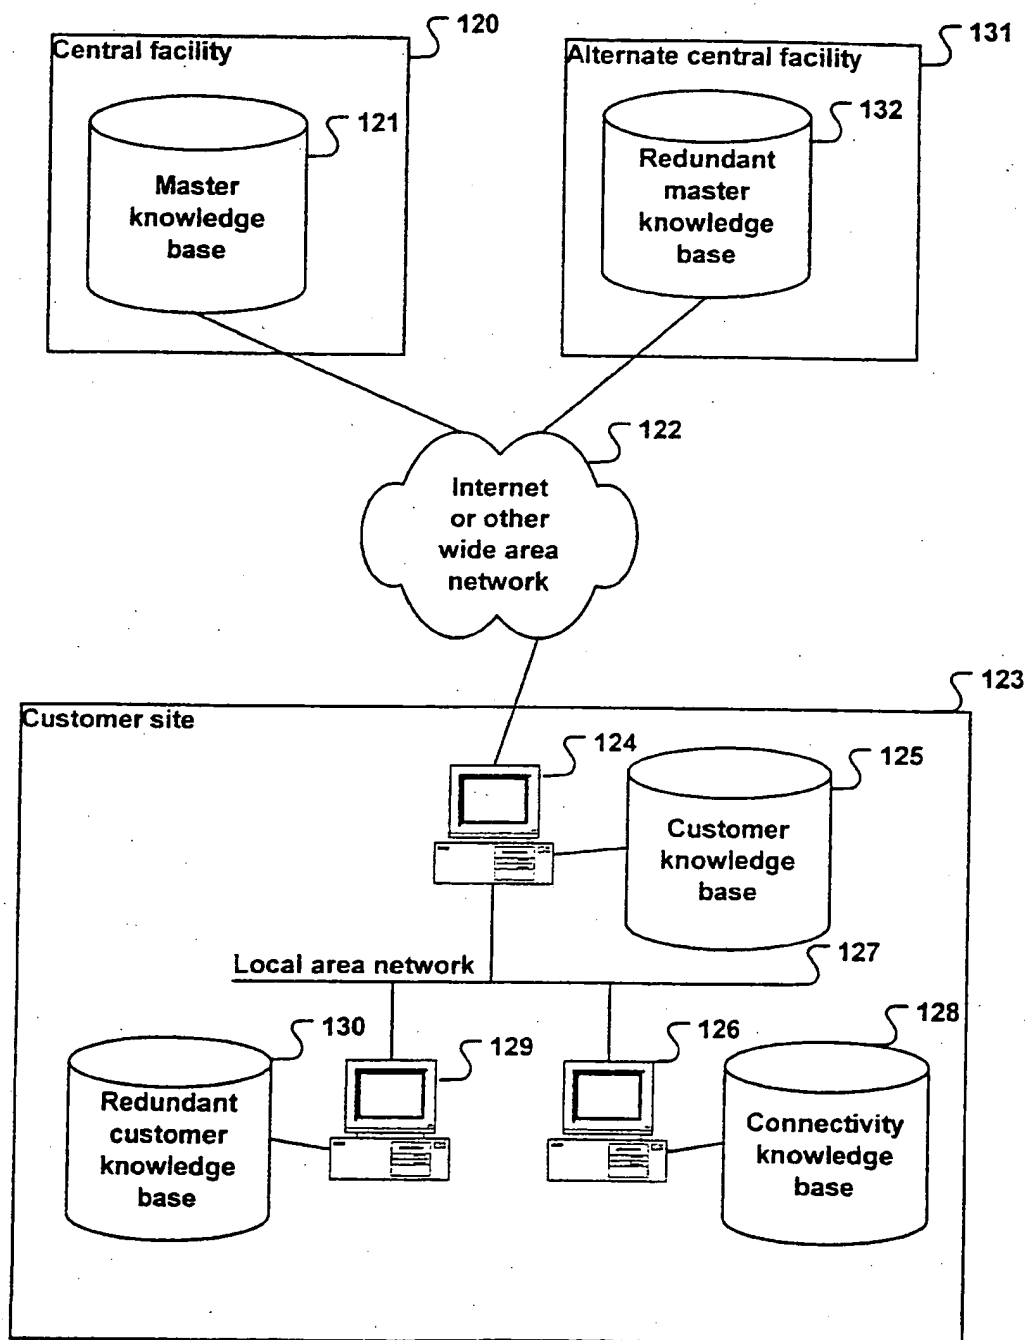 120
Central facility
121
Master
knowledge
base
131
Alternate central facility
132
Redundant
master
knowledge
base
122
Internet
or other
wide area
network
123
Customer site
124
125
Customer
knowledge
base
Local area network
127
130
Redundant
customer
knowledge
base
129
126
128
Connectivity
knowledge
base